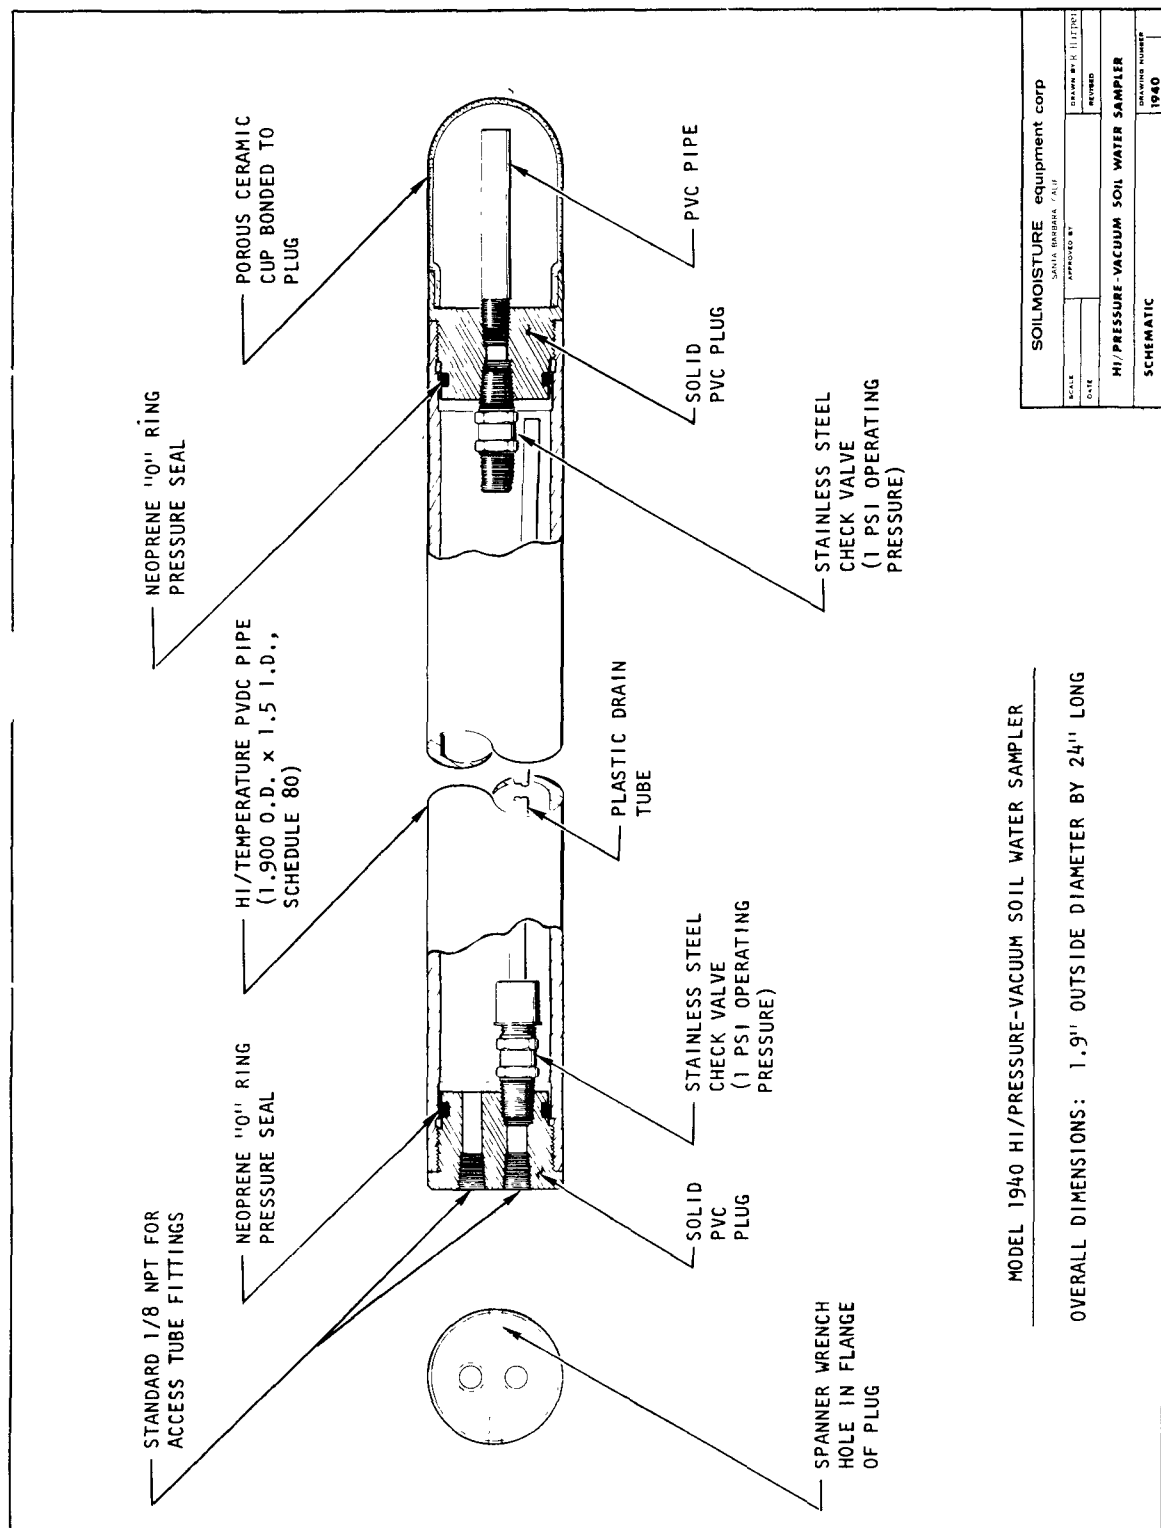 STANDARD 1/8 NPT FOR
ACCESS TUBE FITTINGS
NEOPRENE "O" RING
PRESSURE SEAL
HI/TEMPERATURE PVDC PIPE
(1.900 O.D. x 1.5 I.D.,
SCHEDULE 80)
NEOPRENE "O" RING
PRESSURE SEAL
POROUS CERAMIC
CUP BONDED TO
PLUG
SPANNER WRENCH
HOLE IN FLANGE
OF PLUG
SOLID
PVC
PLUG
STAINLESS STEEL
CHECK VALVE
(1 PSI OPERATING
PRESSURE)
PLASTIC DRAIN
TUBE
STAINLESS STEEL
CHECK VALVE
(1 PSI OPERATING
PRESSURE)
SOLID
PVC PLUG
PVC PIPE
MODEL 1940 HI/PRESSURE-VACUUM SOIL WATER SAMPLER
OVERALL DIMENSIONS: 1.9" OUTSIDE DIAMETER BY 24" LONG
SOILMOISTURE equipment corp
SANTA BARBARA CALIF
SCALE
APPROVED BY
DRAWN BY
DATE
REVISED
HI/PRESSURE-VACUUM SOIL WATER SAMPLER
SCHEMATIC
DRAWING NUMBER
1940